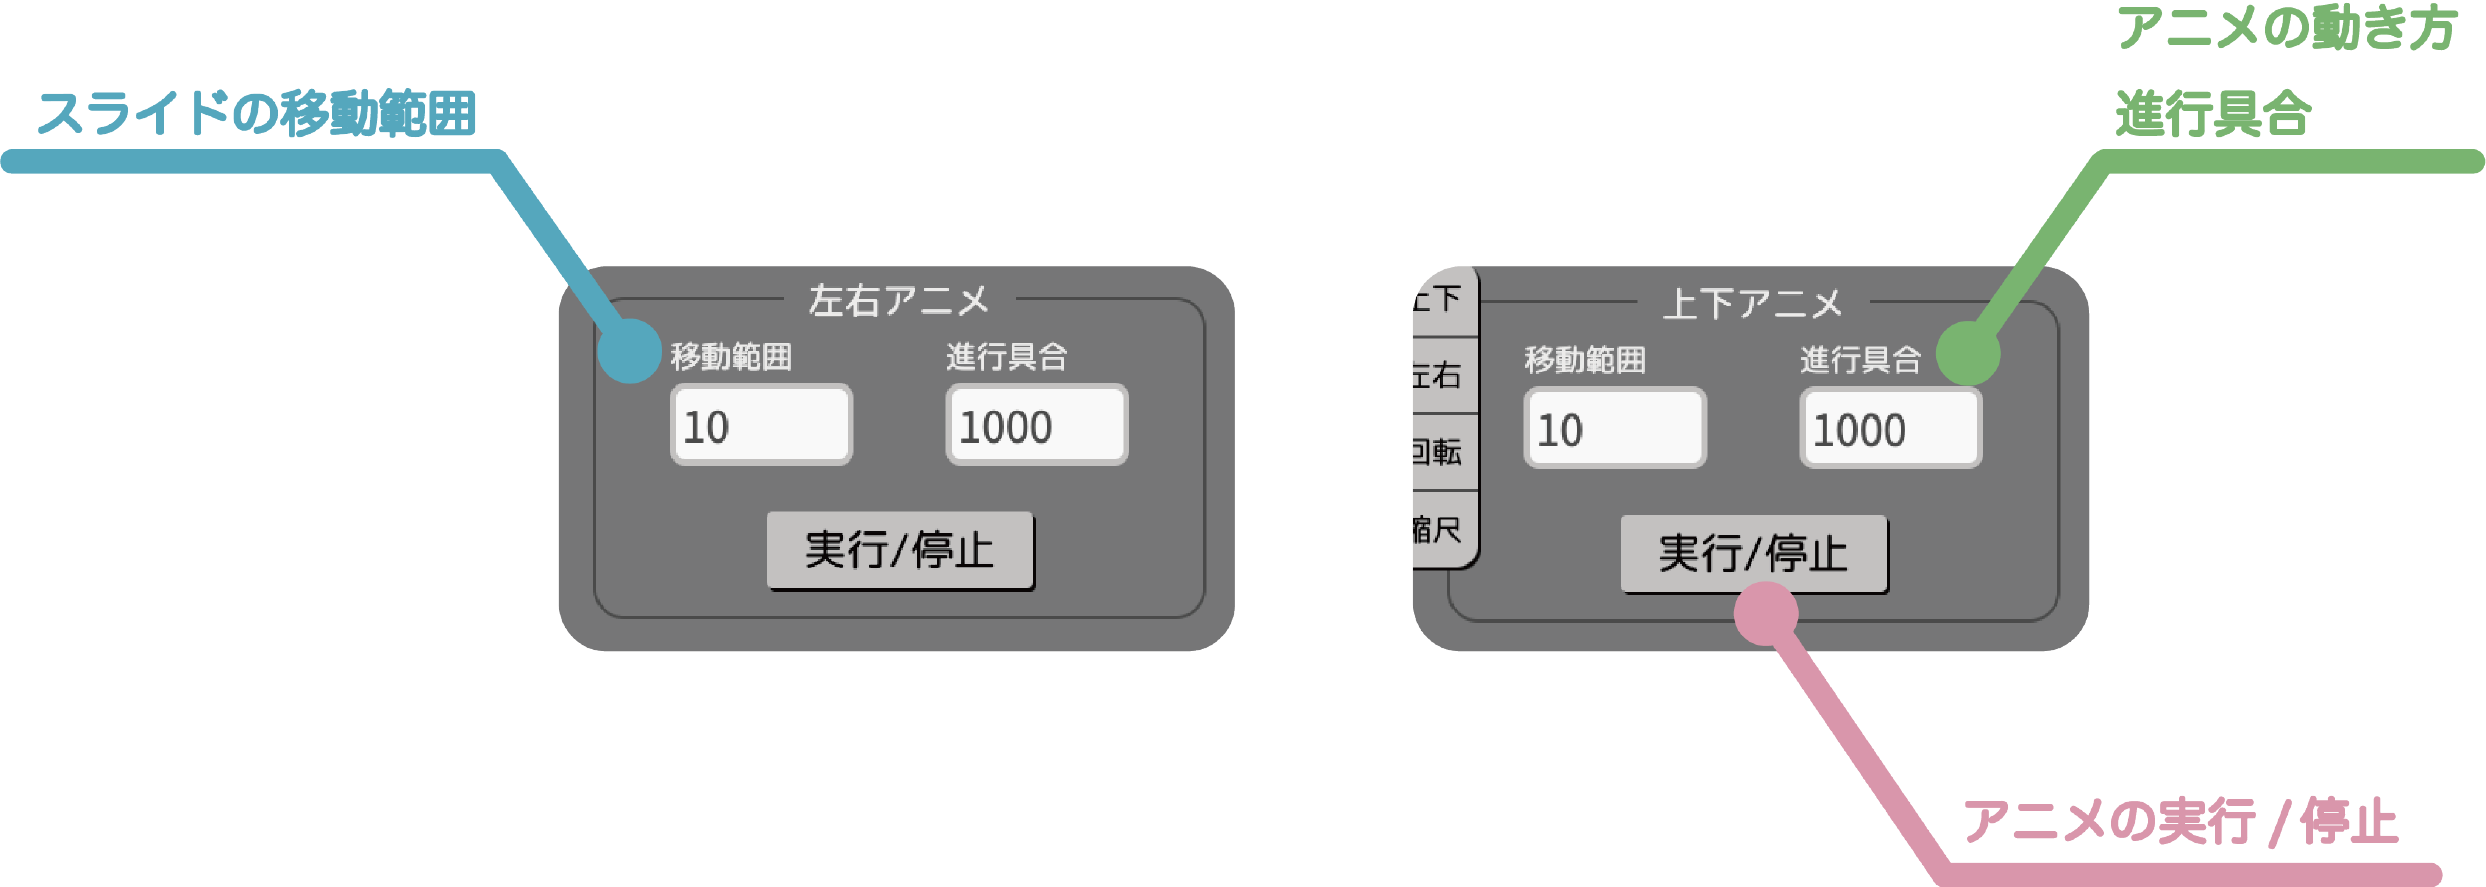 アニメの動き方
進行具合
スライドの移動範囲
左右アニメ
移動範囲 進行具合
10 1000
実行/停止
上下
左右
回転
縮尺
上下アニメ
移動範囲 進行具合
10 1000
実行/停止
アニメの実行/停止